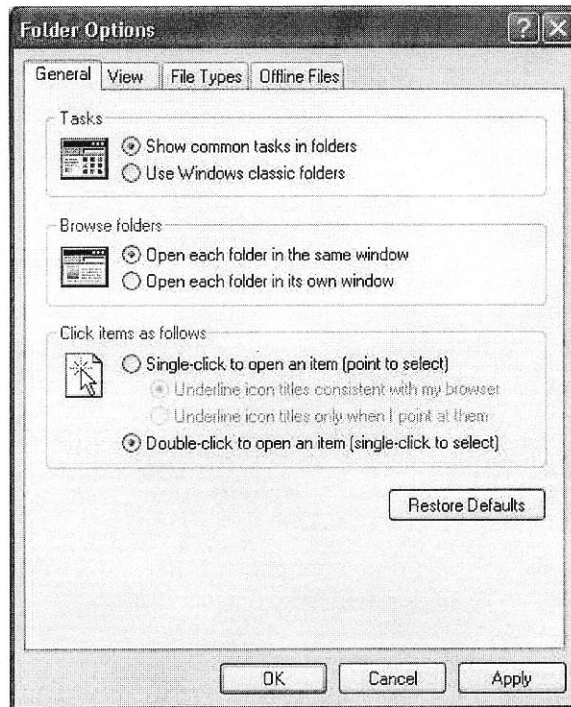 Folder Options
General View File Types Offline Files
Tasks
Show common tasks in folders
Use Windows classic folders
Browse folders
Open each folder in the same window
Open each folder in its own window
Click items as follows
Single-click to open an item (point to select)
Underline icon titles consistent with my browser
Underline icon titles only when I point at them
Double-click to open an item (single-click to select)
Restore Defaults
OK Cancel Apply